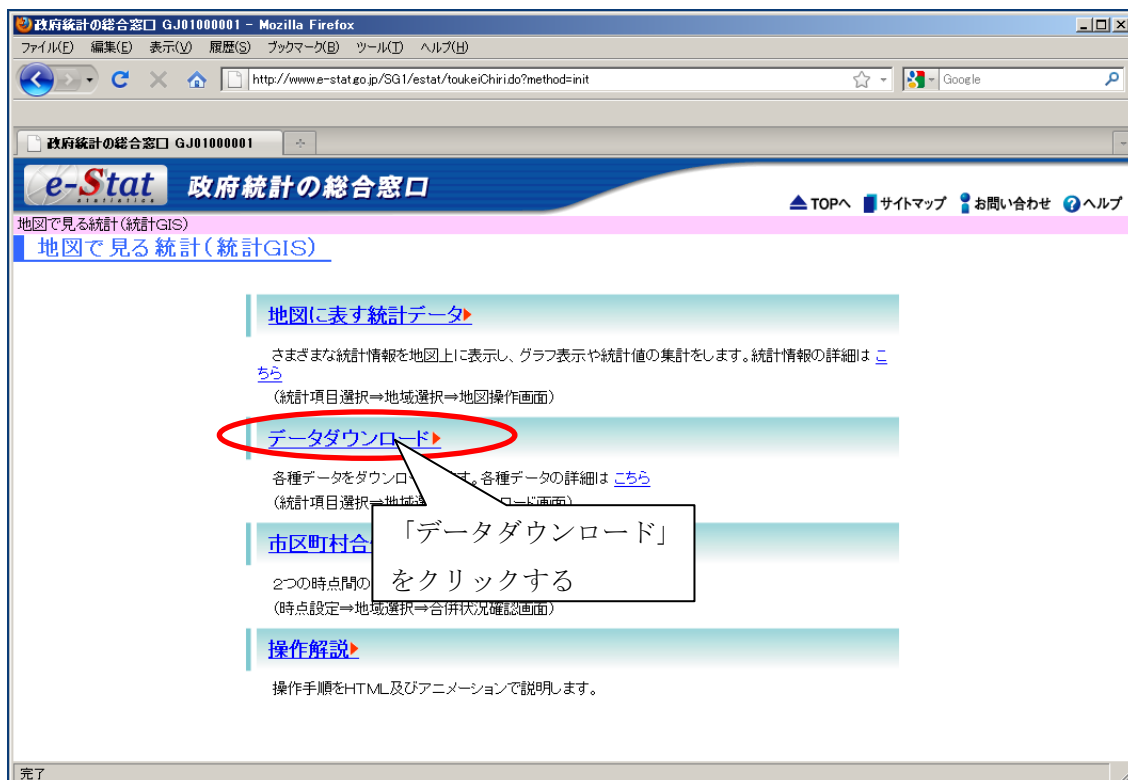 政府統計の総合窓口 GJ01000001 - Mozilla Firefox
ファイル(F) 編集(E) 表示(V) 履歴(S) ブックマーク(B) ツール(T) ヘルプ(H)
http://www.e-stat.go.jp/SG1/estat/toukeiChiri.do?method=init
Google
政府統計の総合窓口 GJ01000001
e-Stat 政府統計の総合窓口
statistics
TOPへ サイトマップ お問い合わせ ヘルプ
地図で見る統計(統計GIS)
地図で見る統計(統計GIS)
地図に表す統計データ
さまざまな統計情報を地図上に表示し、グラフ表示や統計値の集計をします。統計情報の詳細は こ
ちら
(統計項目選択⇒地域選択⇒地図操作画面)
データダウンロード
各種データをダウンロー す。各種データの詳細は こちら
(統計項目選択⇒地域 ロード画面)
「データダウンロード」
をクリックする
市区町村合
2つの時点間の
(時点設定⇒地域選択⇒合併状況確認画面)
操作解説
操作手順をHTML及びアニメーションで説明します。
完了